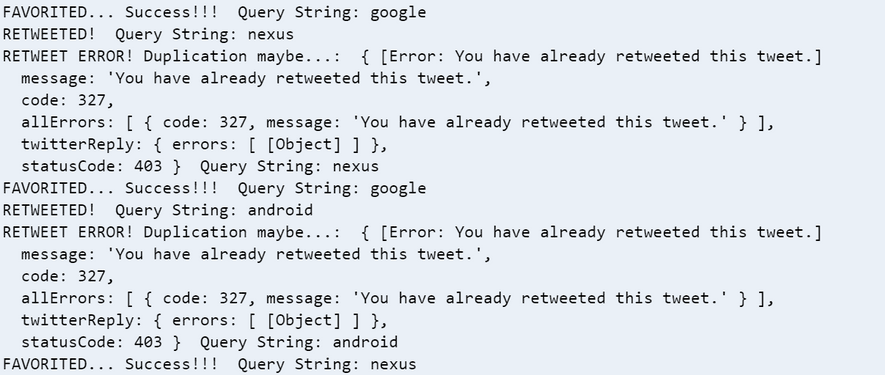 FAVORITED... Success!!!  Query String: google
RETWEETED!  Query String: nexus
RETWEET ERROR! Duplication maybe...:  { [Error: You have already retweeted this tweet.]
  message: 'You have already retweeted this tweet.',
  code: 327,
  allErrors: [ { code: 327, message: 'You have already retweeted this tweet.' } ],
  twitterReply: { errors: [ [Object] ] },
  statusCode: 403 }  Query String: nexus
FAVORITED... Success!!!  Query String: google
RETWEETED!  Query String: android
RETWEET ERROR! Duplication maybe...:  { [Error: You have already retweeted this tweet.]
  message: 'You have already retweeted this tweet.',
  code: 327,
  allErrors: [ { code: 327, message: 'You have already retweeted this tweet.' } ],
  twitterReply: { errors: [ [Object] ] },
  statusCode: 403 }  Query String: android
FAVORITED... Success!!!  Query String: nexus